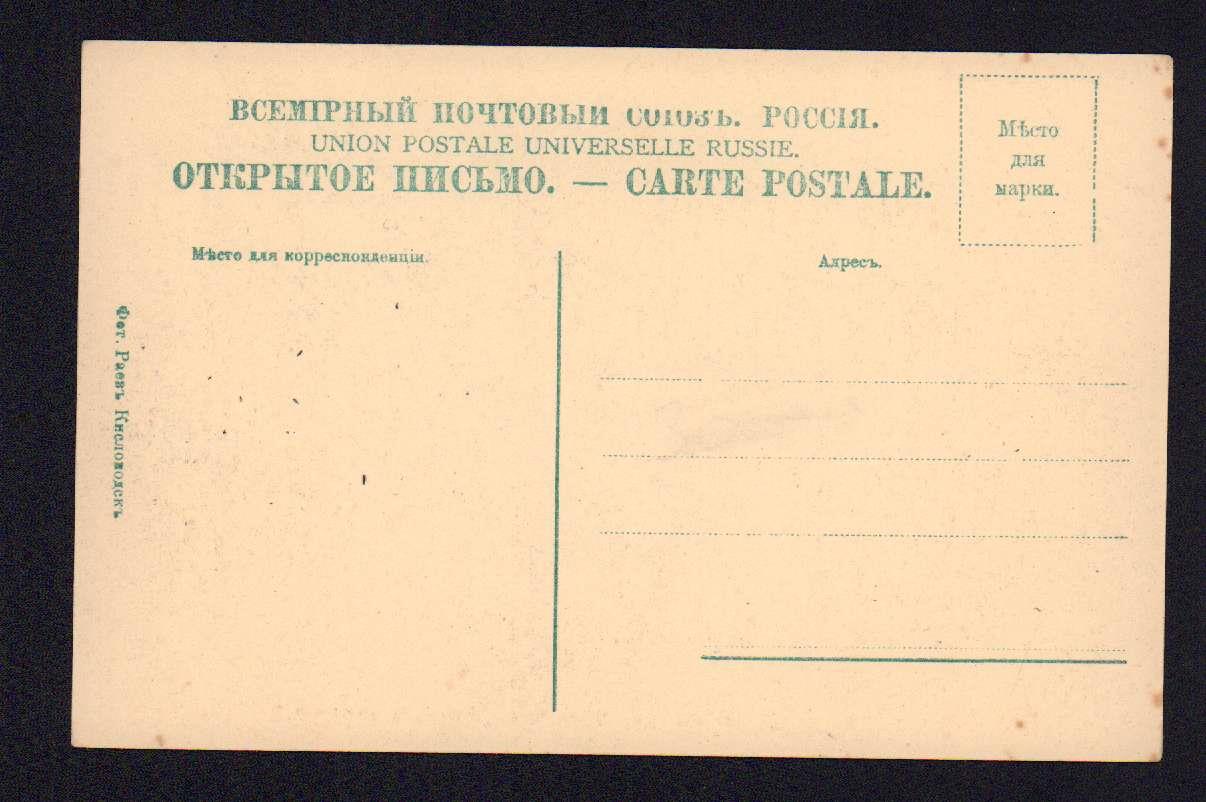 ВСЕМІРНЫЙ ПОЧТОВЫЙ СОЮЗЪ. РОССІЯ.
UNION POSTALE UNIVERSELLE RUSSIE.
ОТКРЫТОЕ ПИСЬМО. — CARTE POSTALE.
Мѣсто
для
марки.
Мѣсто для корреспонденціи.
Адресъ.
Фот. Раевъ Кисловодскъ